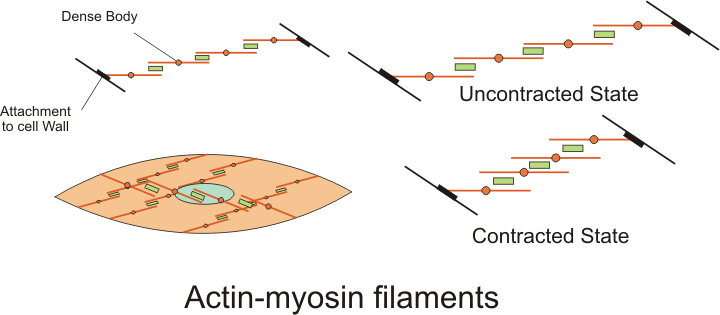 Dense Body
Attachment
to cell Wall
Uncontracted State
Contracted State
Actin-myosin filaments